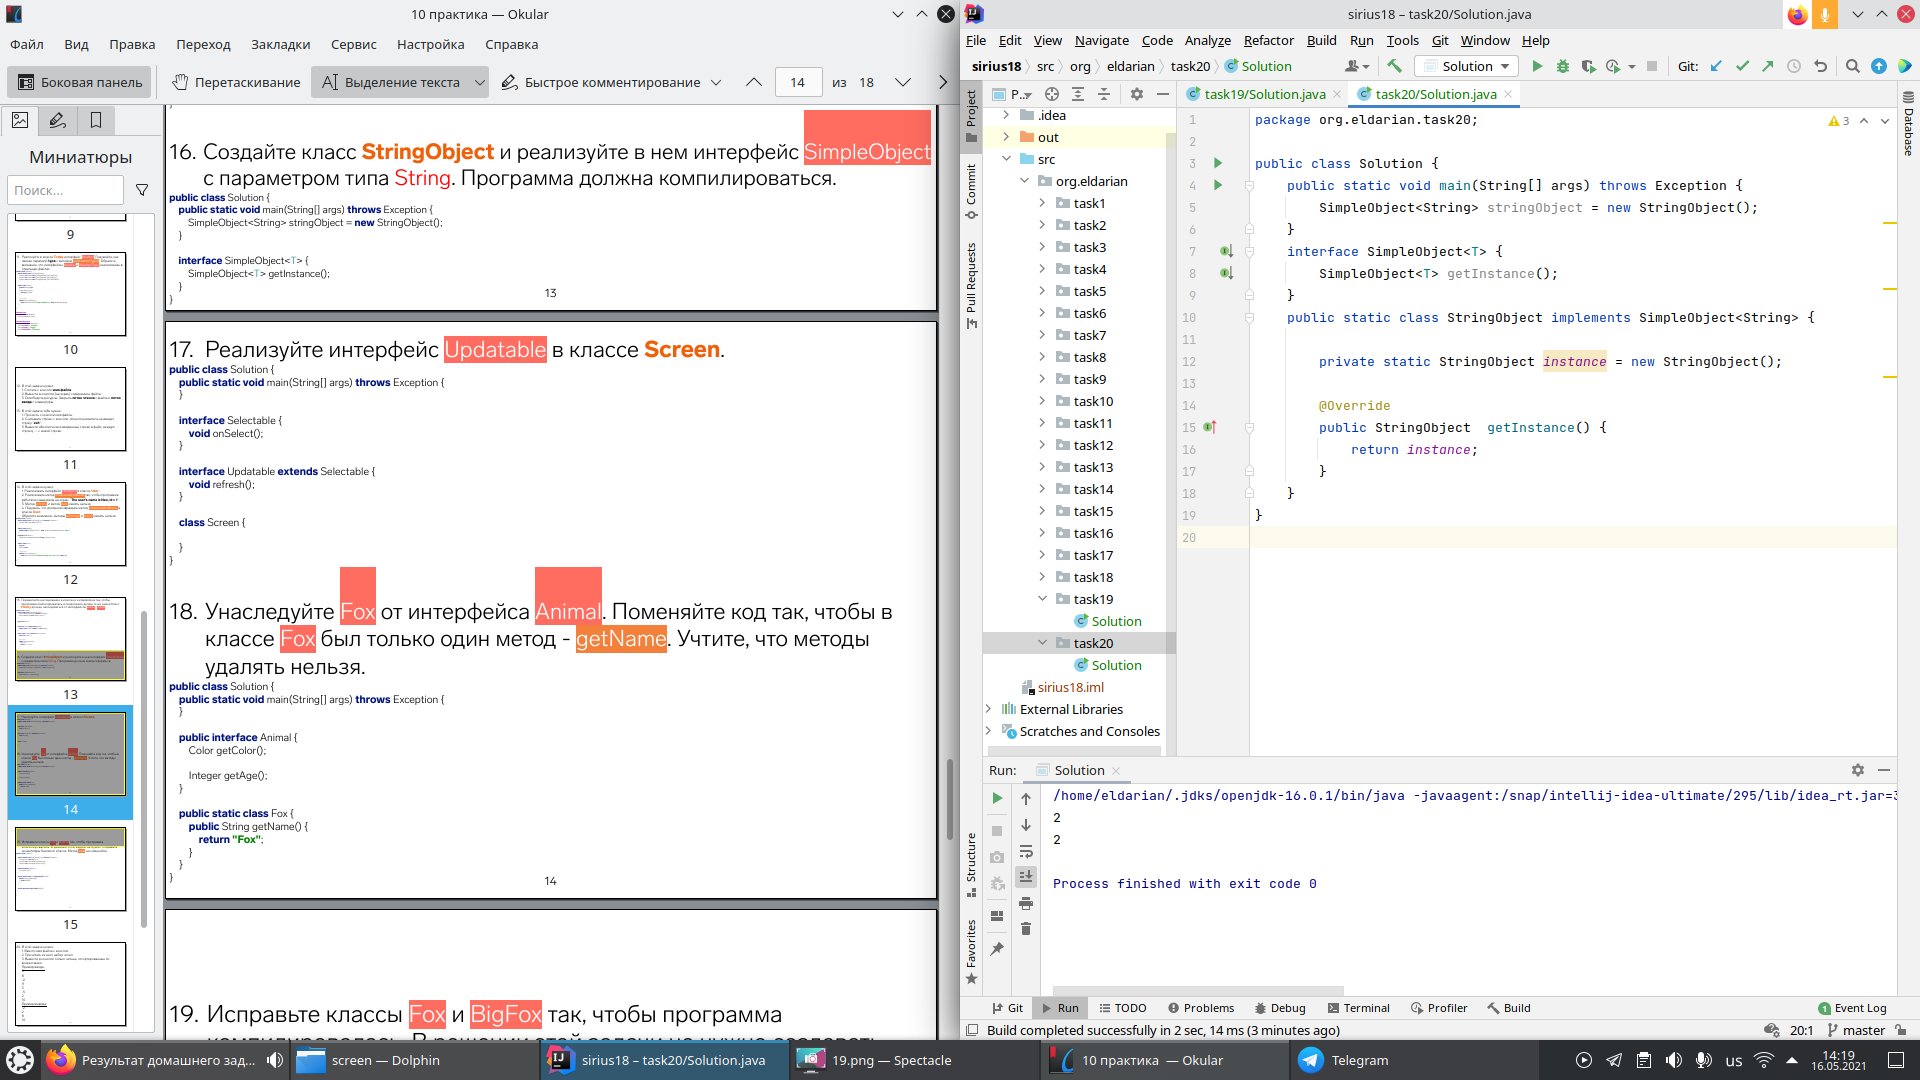 10 практика — Okular
Файл Вид Правка Переход Закладки Сервис Настройка Справка
Боковая панель Перетаскивание Выделение текста Быстрое комментирование 14 из 18
Миниатюры
Поиск...
9
10
11
12
13
14
15
16. Создайте класс StringObject и реализуйте в нем интерфейс SimpleObject
с параметром типа String. Программа должна компилироваться.
public class Solution {
public static void main(String[] args) throws Exception {
SimpleObject<String> stringObject = new StringObject();
}
interface SimpleObject<T> {
SimpleObject<T> getInstance();
}
}
13
17. Реализуйте интерфейс Updatable в классе Screen.
public class Solution {
public static void main(String[] args) throws Exception {
}
interface Selectable {
void onSelect();
}
interface Updatable extends Selectable {
void refresh();
}
class Screen {
}
}
18. Унаследуйте Fox от интерфейса Animal. Поменяйте код так, чтобы в
классе Fox был только один метод - getName. Учтите, что методы
удалять нельзя.
public class Solution {
public static void main(String[] args) throws Exception {
}
public interface Animal {
Color getColor();
Integer getAge();
}
public static class Fox {
public String getName() {
return "Fox";
}
}
}
14
19. Исправьте классы Fox и BigFox так, чтобы программа
sirius18 – task20/Solution.java
File Edit View Navigate Code Analyze Refactor Build Run Tools Git Window Help
sirius18 src org eldarian task20 Solution Solution Git:
P.. task19/Solution.java task20/Solution.java
Project
Commit
Pull Requests
Structure
Favorites
Database
.idea
out
src
org.eldarian
task1
task2
task3
task4
task5
task6
task7
task8
task9
task10
task11
task12
task13
task14
task15
task16
task17
task18
task19
Solution
task20
Solution
sirius18.iml
External Libraries
Scratches and Consoles
3
1 package org.eldarian.task20;
2
3 public class Solution {
4 public static void main(String[] args) throws Exception {
5 SimpleObject<String> stringObject = new StringObject();
6 }
7 interface SimpleObject<T> {
8 SimpleObject<T> getInstance();
9 }
10 public static class StringObject implements SimpleObject<String> {
11
12 private static StringObject instance = new StringObject();
13
14 @Override
15 public StringObject getInstance() {
16 return instance;
17 }
18 }
19 }
20
Run: Solution
/home/eldarian/.jdks/openjdk-16.0.1/bin/java -javaagent:/snap/intellij-idea-ultimate/295/lib/idea_rt.jar=3
2
2
Process finished with exit code 0
Git Run TODO Problems Debug Terminal Profiler Build 1 Event Log
Build completed successfully in 2 sec, 14 ms (3 minutes ago) 20:1 master
Результат домашнего зад... screen — Dolphin sirius18 – task20/Solution.java 19.png — Spectacle 10 практика — Okular Telegram us 14:19
16.05.2021